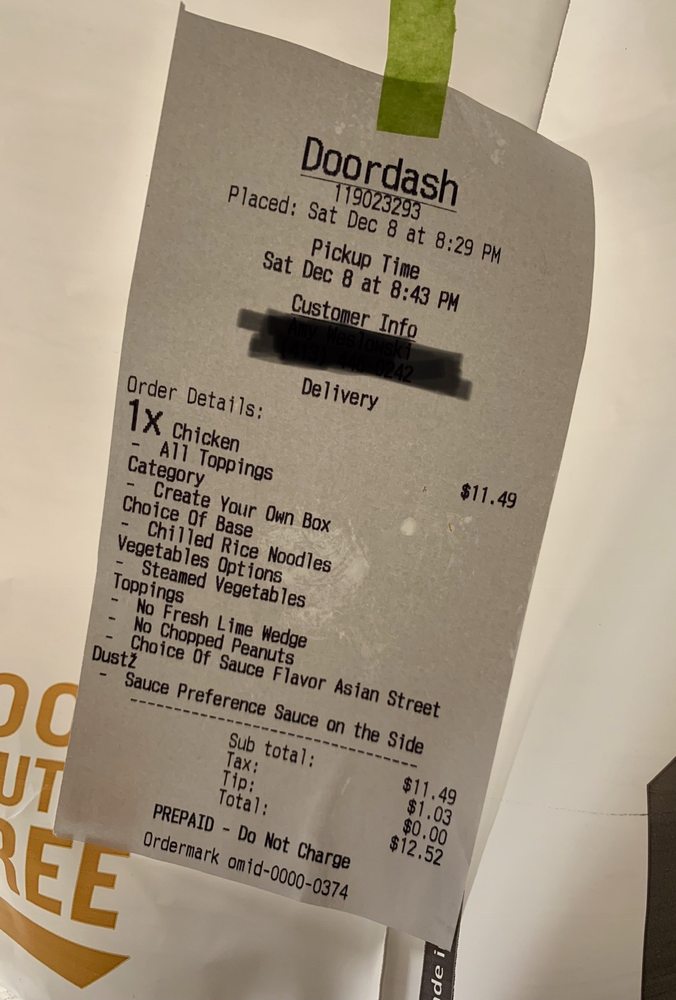 Doordash
119023293
Placed: Sat Dec 8 at 8:29 PM
Pickup Time
Sat Dec 8 at 8:43 PM
Customer Info
Delivery
Order Details:
1x Chicken $11.49
- All Toppings
Category
- Create Your Own Box
Choice Of Base
- Chilled Rice Noodles
Vegetables Options
- Steamed Vegetables
Toppings
- No Fresh Lime Wedge
- No Chopped Peanuts
- Choice Of Sauce Flavor Asian Street
Dustž
- Sauce Preference Sauce on the Side
Sub total: $11.49
Tax: $1.03
Tip: $0.00
Total: $12.52
PREPAID - Do Not Charge
Ordermark omid-0000-0374
REE